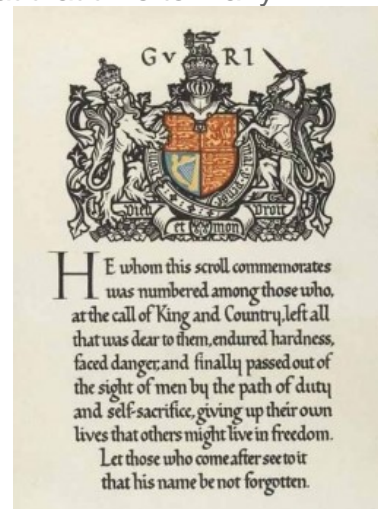 G V R I
Dieu et mon Droit
HE whom this scroll commemorates
was numbered among those who,
at the call of King and Country, left all
that was dear to them, endured hardness,
faced danger, and finally passed out of
the sight of men by the path of duty
and self-sacrifice, giving up their own
lives that others might live in freedom.
Let those who come after see to it
that his name be not forgotten.